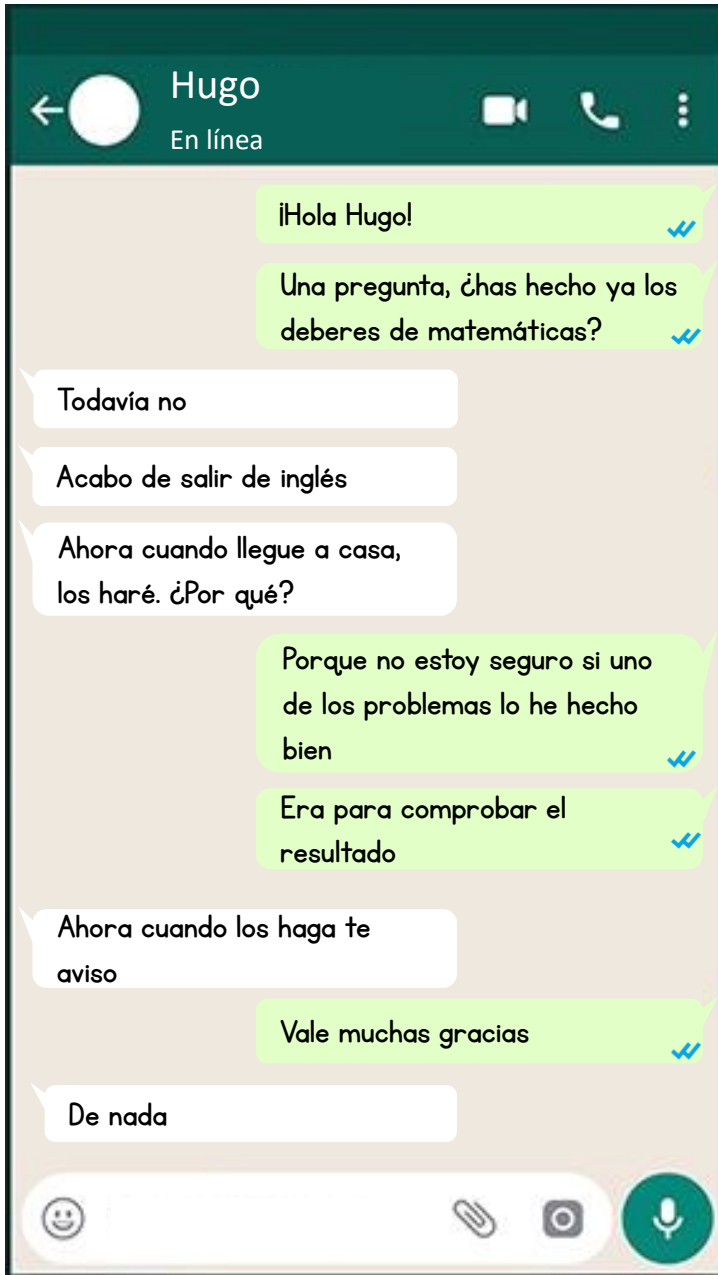 Hugo
En línea
¡Hola Hugo!
Una pregunta, ¿has hecho ya los
deberes de matemáticas?
Todavía no
Acabo de salir de inglés
Ahora cuando llegue a casa,
los haré. ¿Por qué?
Porque no estoy seguro si uno
de los problemas lo he hecho
bien
Era para comprobar el
resultado
Ahora cuando los haga te
aviso
Vale muchas gracias
De nada